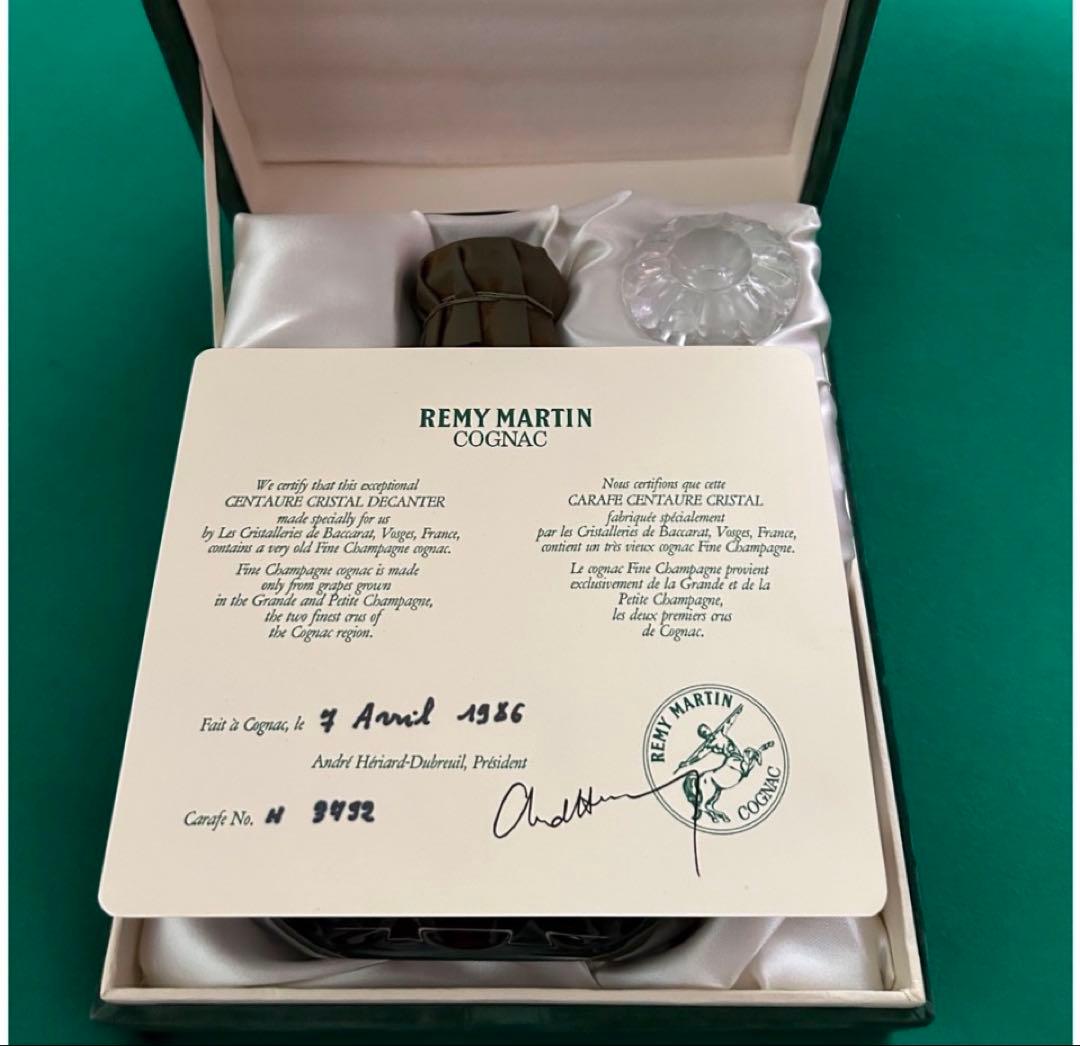 REMY MARTIN
COGNAC
We certify that this exceptional
CENTAURE CRISTAL DECANTER
made specially for us
by Les Cristalleries de Baccarat, Vosges, France,
contains a very old Fine Champagne cognac.
Fine Champagne cognac is made
only from grapes grown
in the Grande and Petite Champagne,
the two finest crus of
the Cognac region.
Nous certifions que cette
CARAFE CENTAURE CRISTAL
fabriquée spécialement
par les Cristalleries de Baccarat, Vosges, France,
contient un très vieux cognac Fine Champagne.
Le cognac Fine Champagne provient
exclusivement de la Grande et de la
Petite Champagne,
les deux premiers crus
de Cognac.
Fait à Cognac, le 7 Avril 1986
André Hériard-Dubreuil, Président
Carafe No. H 9792
REMY MARTIN
COGNAC